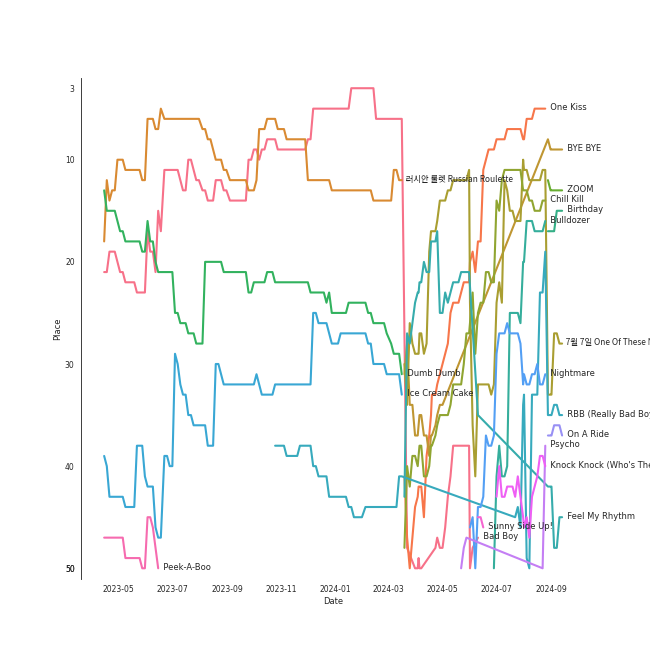 3
One Kiss
BYE BYE
10
러시안 룰렛 Russian Roulette
ZOOM
Chill Kill
Birthday
Bulldozer
20
7월 7일 One Of These N
30
Dumb Dumb
Nightmare
Ice Cream Cake
RBB (Really Bad Boy
On A Ride
Psycho
40
Knock Knock (Who's The
Feel My Rhythm
Sunny Side Up!
Bad Boy
50
Peek-A-Boo
Place
2023-05 2023-07 2023-09 2023-11 2024-01 2024-03 2024-05 2024-07 2024-09
Date